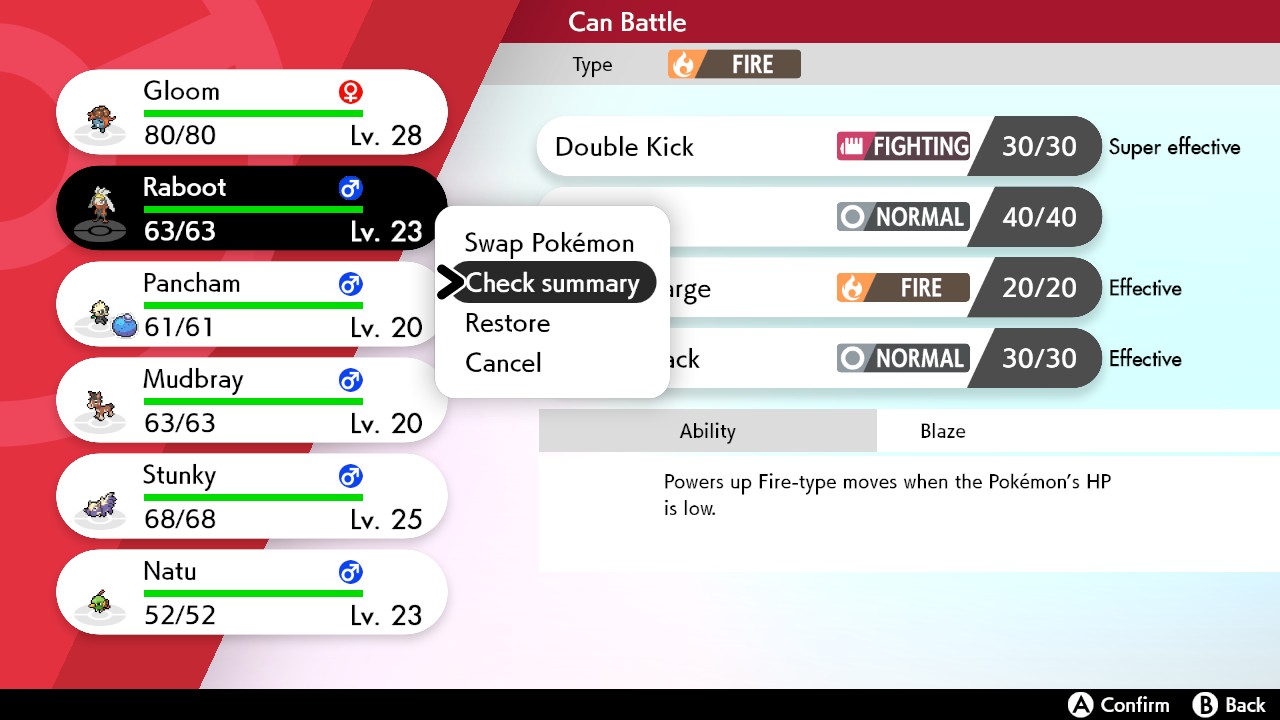 Can Battle
Type FIRE
Gloom
80/80 Lv. 28
Raboot
63/63 Lv. 23
Pancham
61/61 Lv. 20
Mudbray
63/63 Lv. 20
Stunky
68/68 Lv. 25
Natu
52/52 Lv. 23
Swap Pokémon
Check summary
Restore
Cancel
Double Kick FIGHTING 30/30 Super effective
NORMAL 40/40
arge FIRE 20/20 Effective
ack NORMAL 30/30 Effective
Ability Blaze
Powers up Fire-type moves when the Pokémon's HP
is low.
A Confirm B Back